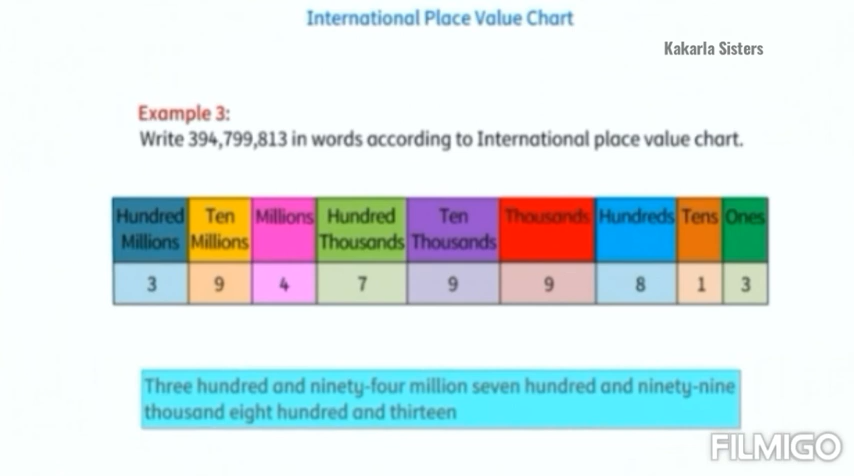 International Place Value Chart
Kakarla Sisters
Example 3:
Write 394,799,813 in words according to International place value chart.
Hundred Millions Ten Millions Millions Hundred Thousands Ten Thousands Thousands Hundreds Tens Ones
3 9 4 7 9 9 8 1 3
Three hundred and ninety-four million seven hundred and ninety-nine
thousand eight hundred and thirteen
FILMIGO